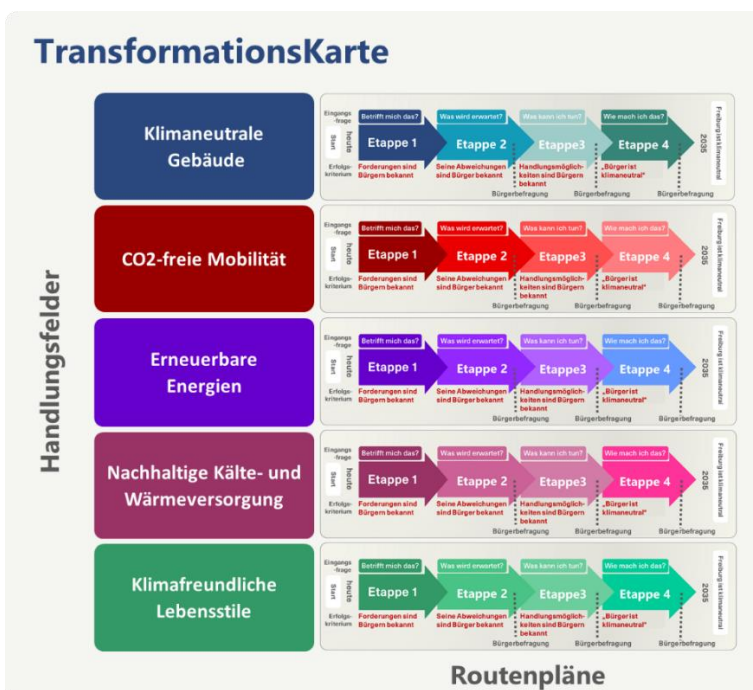 TransformationsKarte
Handlungsfelder
Klimaneutrale
Gebäude
Eingangs
-frage
Betrifft mich das?
Was wird erwartet?
Was kann ich tun?
Wie mach ich das?
Start
heute
Etappe 1
Etappe 2
Etappe3
Etappe 4
2035
Freiburg ist klimaneutral
Erfolgs-
kriterium
Forderungen sind
Bürgern bekannt
Seine Abweichungen
sind Bürger bekannt
Handlungsmöglich-
keiten sind Bürgern
bekannt
„Bürger ist
klimaneutral"
Bürgerbefragung
Bürgerbefragung
Bürgerbefragung
CO2-freie Mobilität
Eingangs
-frage
Betrifft mich das?
Was wird erwartet?
Was kann ich tun?
Wie mach ich das?
Start
heute
Etappe 1
Etappe 2
Etappe3
Etappe 4
2035
Freiburg ist klimaneutral
Erfolgs-
kriterium
Forderungen sind
Bürgern bekannt
Seine Abweichungen
sind Bürger bekannt
Handlungsmöglich-
keiten sind Bürgern
bekannt
„Bürger ist
klimaneutral"
Bürgerbefragung
Bürgerbefragung
Bürgerbefragung
Erneuerbare
Energien
Eingangs
-frage
Betrifft mich das?
Was wird erwartet?
Was kann ich tun?
Wie mach ich das?
Start
heute
Etappe 1
Etappe 2
Etappe3
Etappe 4
2035
Freiburg ist klimaneutral
Erfolgs-
kriterium
Forderungen sind
Bürgern bekannt
Seine Abweichungen
sind Bürger bekannt
Handlungsmöglich-
keiten sind Bürgern
bekannt
„Bürger ist
klimaneutral"
Bürgerbefragung
Bürgerbefragung
Bürgerbefragung
Nachhaltige Kälte- und
Wärmeversorgung
Eingangs
-frage
Betrifft mich das?
Was wird erwartet?
Was kann ich tun?
Wie mach ich das?
Start
heute
Etappe 1
Etappe 2
Etappe3
Etappe 4
2035
Freiburg ist klimaneutral
Erfolgs-
kriterium
Forderungen sind
Bürgern bekannt
Seine Abweichungen
sind Bürger bekannt
Handlungsmöglich-
keiten sind Bürgern
bekannt
„Bürger ist
klimaneutral"
Bürgerbefragung
Bürgerbefragung
Bürgerbefragung
Klimafreundliche
Lebensstile
Eingangs
-frage
Betrifft mich das?
Was wird erwartet?
Was kann ich tun?
Wie mach ich das?
Start
heute
Etappe 1
Etappe 2
Etappe3
Etappe 4
2035
Freiburg ist klimaneutral
Erfolgs-
kriterium
Forderungen sind
Bürgern bekannt
Seine Abweichungen
sind Bürger bekannt
Handlungsmöglich-
keiten sind Bürgern
bekannt
„Bürger ist
klimaneutral"
Bürgerbefragung
Bürgerbefragung
Bürgerbefragung
Routenpläne